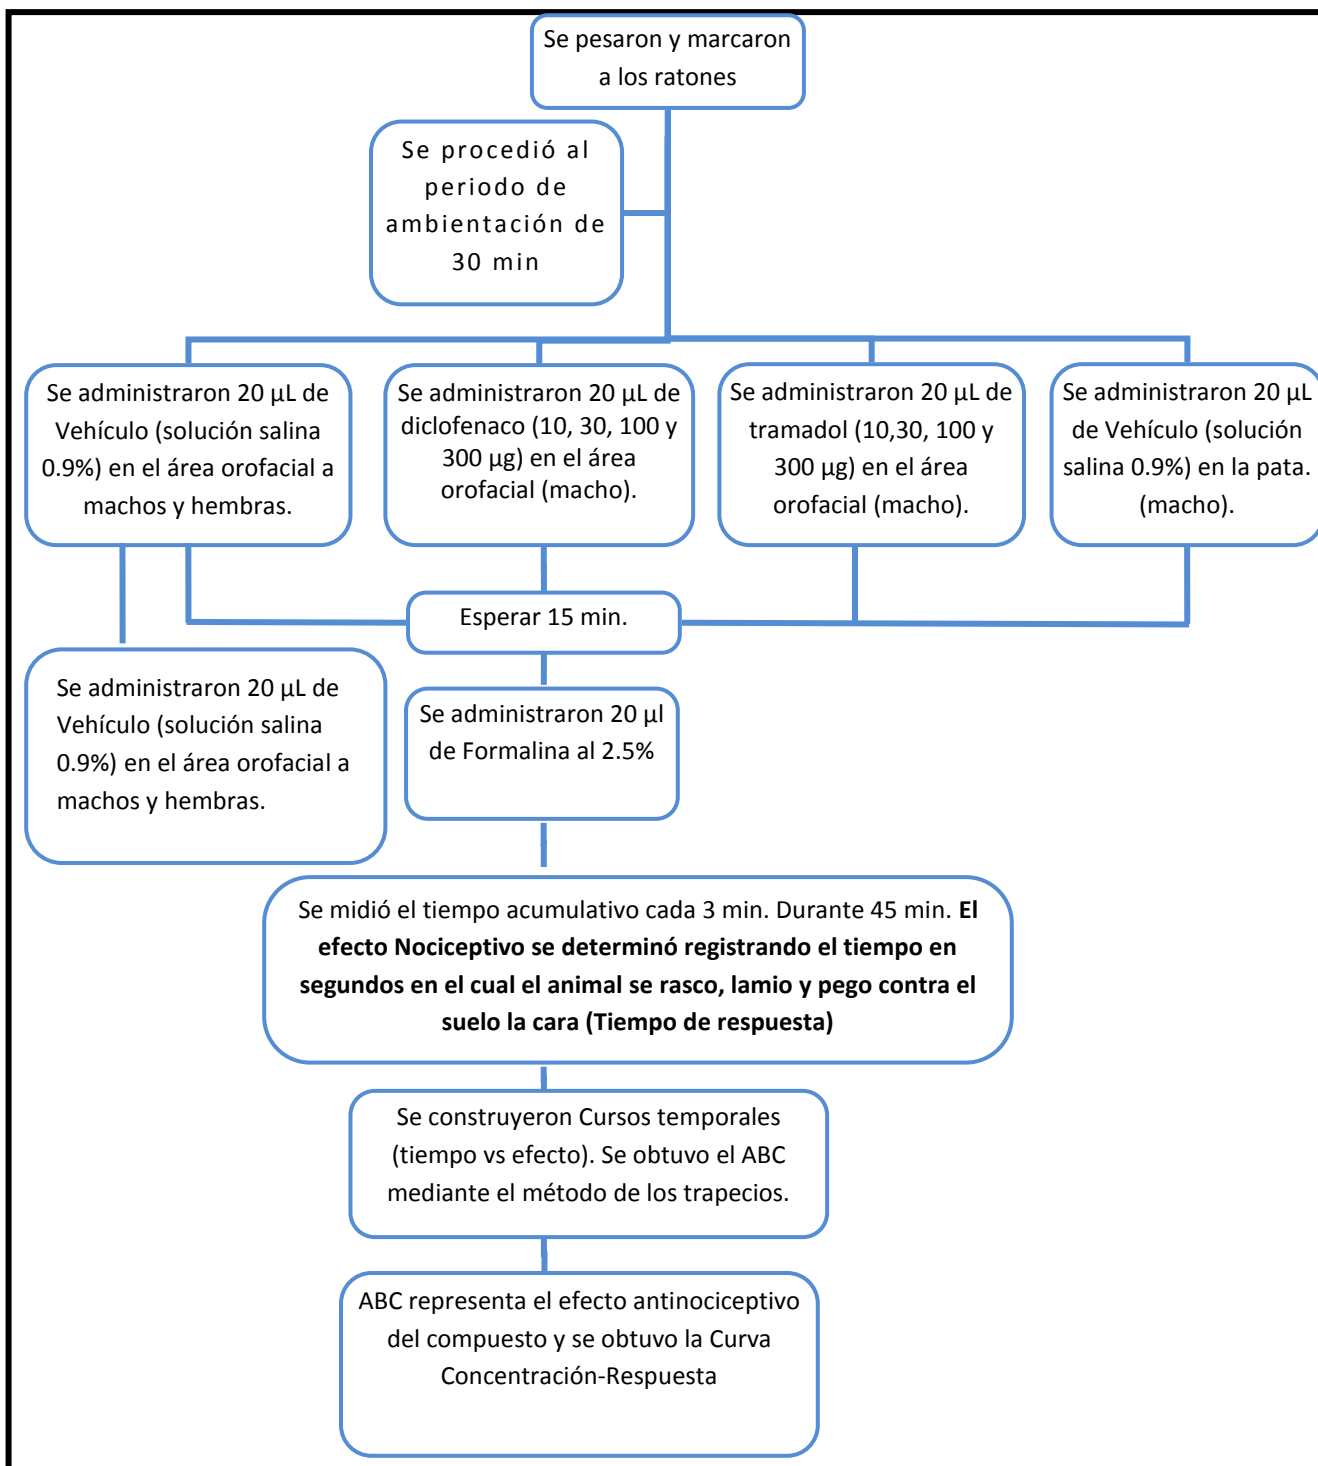 Se pesaron y marcaron
a los ratones
Se procedió al
periodo de
ambientación de
30 min
Se administraron 20 µL de
Vehículo (solución salina
0.9%) en el área orofacial a
machos y hembras.
Se administraron 20 µL de
diclofenaco (10, 30, 100 y
300 µg) en el área
orofacial (macho).
Se administraron 20 µL de
tramadol (10,30, 100 y
300 µg) en el área
orofacial (macho).
Se administraron 20 µL
de Vehículo (solución
salina 0.9%) en la pata.
(macho).
Esperar 15 min.
Se administraron 20 µL de
Vehículo (solución salina
0.9%) en el área orofacial a
machos y hembras.
Se administraron 20 µl
de Formalina al 2.5%
Se midió el tiempo acumulativo cada 3 min. Durante 45 min. El
efecto Nociceptivo se determinó registrando el tiempo en
segundos en el cual el animal se rasco, lamio y pego contra el
suelo la cara (Tiempo de respuesta)
Se construyeron Cursos temporales
(tiempo vs efecto). Se obtuvo el ABC
mediante el método de los trapecios.
ABC representa el efecto antinociceptivo
del compuesto y se obtuvo la Curva
Concentración-Respuesta